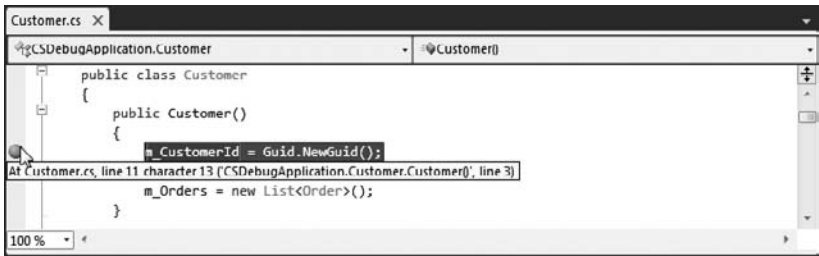 Customer.cs X
CSDebugApplication.Customer Customer()
public class Customer
{
public Customer()
{
m_CustomerId = Guid.NewGuid();
At Customer.cs, line 11 character 13 ('CSDebugApplication.Customer.Customer()', line 3)
m_Orders = new List<Order>();
}
100 %